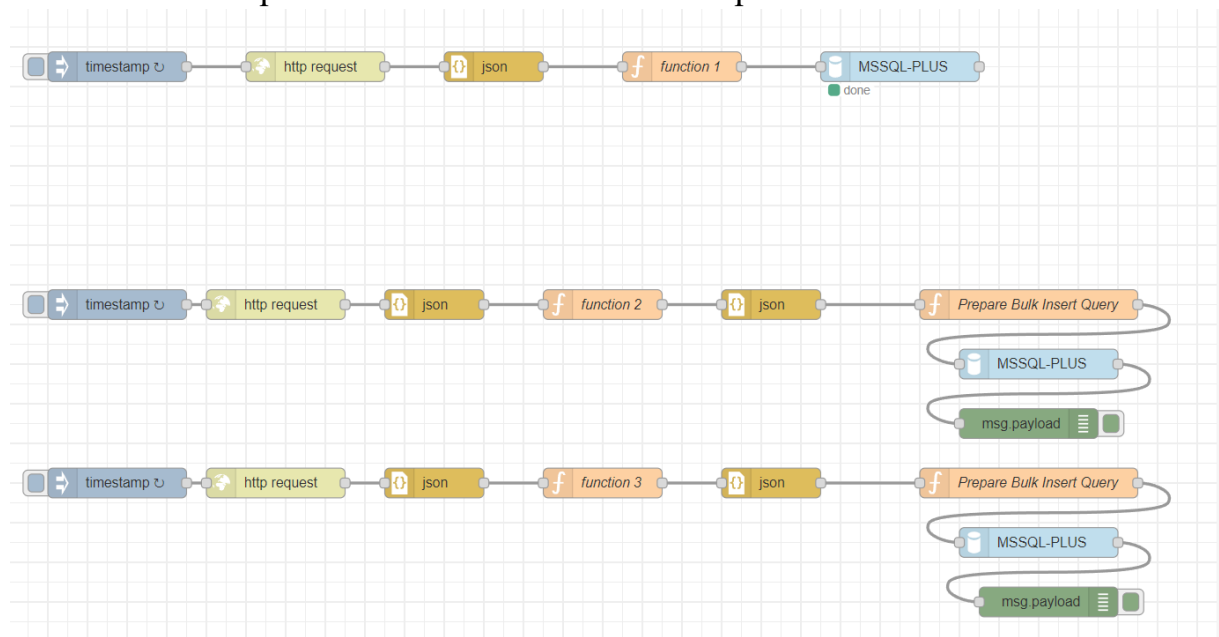 timestamp ↻ http request json function 1 MSSQL-PLUS
done
timestamp ↻ http request json function 2 json Prepare Bulk Insert Query
MSSQL-PLUS
msg.payload
timestamp ↻ http request json function 3 json Prepare Bulk Insert Query
MSSQL-PLUS
msg.payload